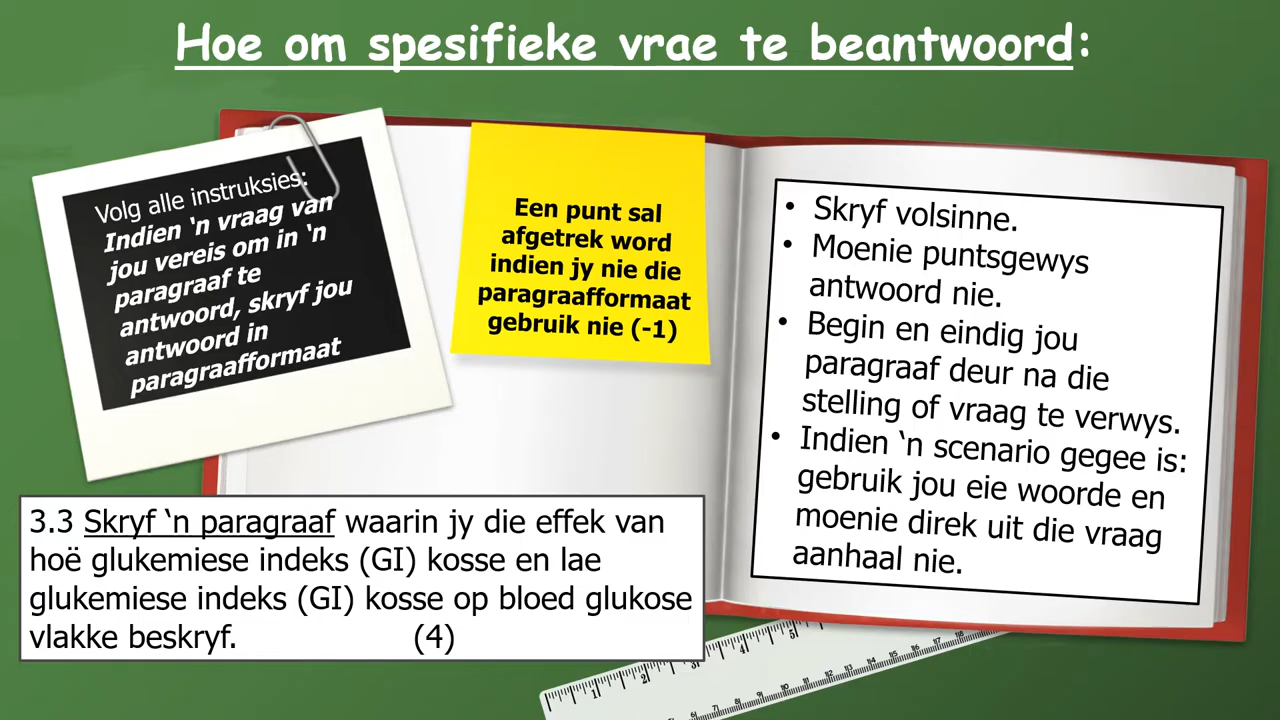 Hoe om spesifieke vrae te beantwoord:
Volg alle instruksies:
Indien ‘n vraag van
jou vereis om in ‘n
paragraaf te
antwoord, skryf jou
antwoord in
paragraafformaat
Een punt sal
afgetrek word
indien jy nie die
paragraafformaat
gebruik nie (-1)
• Skryf volsinne.
• Moenie puntsgewys
antwoord nie.
• Begin en eindig jou
paragraaf deur na die
stelling of vraag te verwys.
• Indien ‘n scenario gegee is:
gebruik jou eie woorde en
moenie direk uit die vraag
aanhaal nie.
3.3 Skryf ‘n paragraaf waarin jy die effek van
hoë glukemiese indeks (GI) kosse en lae
glukemiese indeks (GI) kosse op bloed glukose
vlakke beskryf. (4)